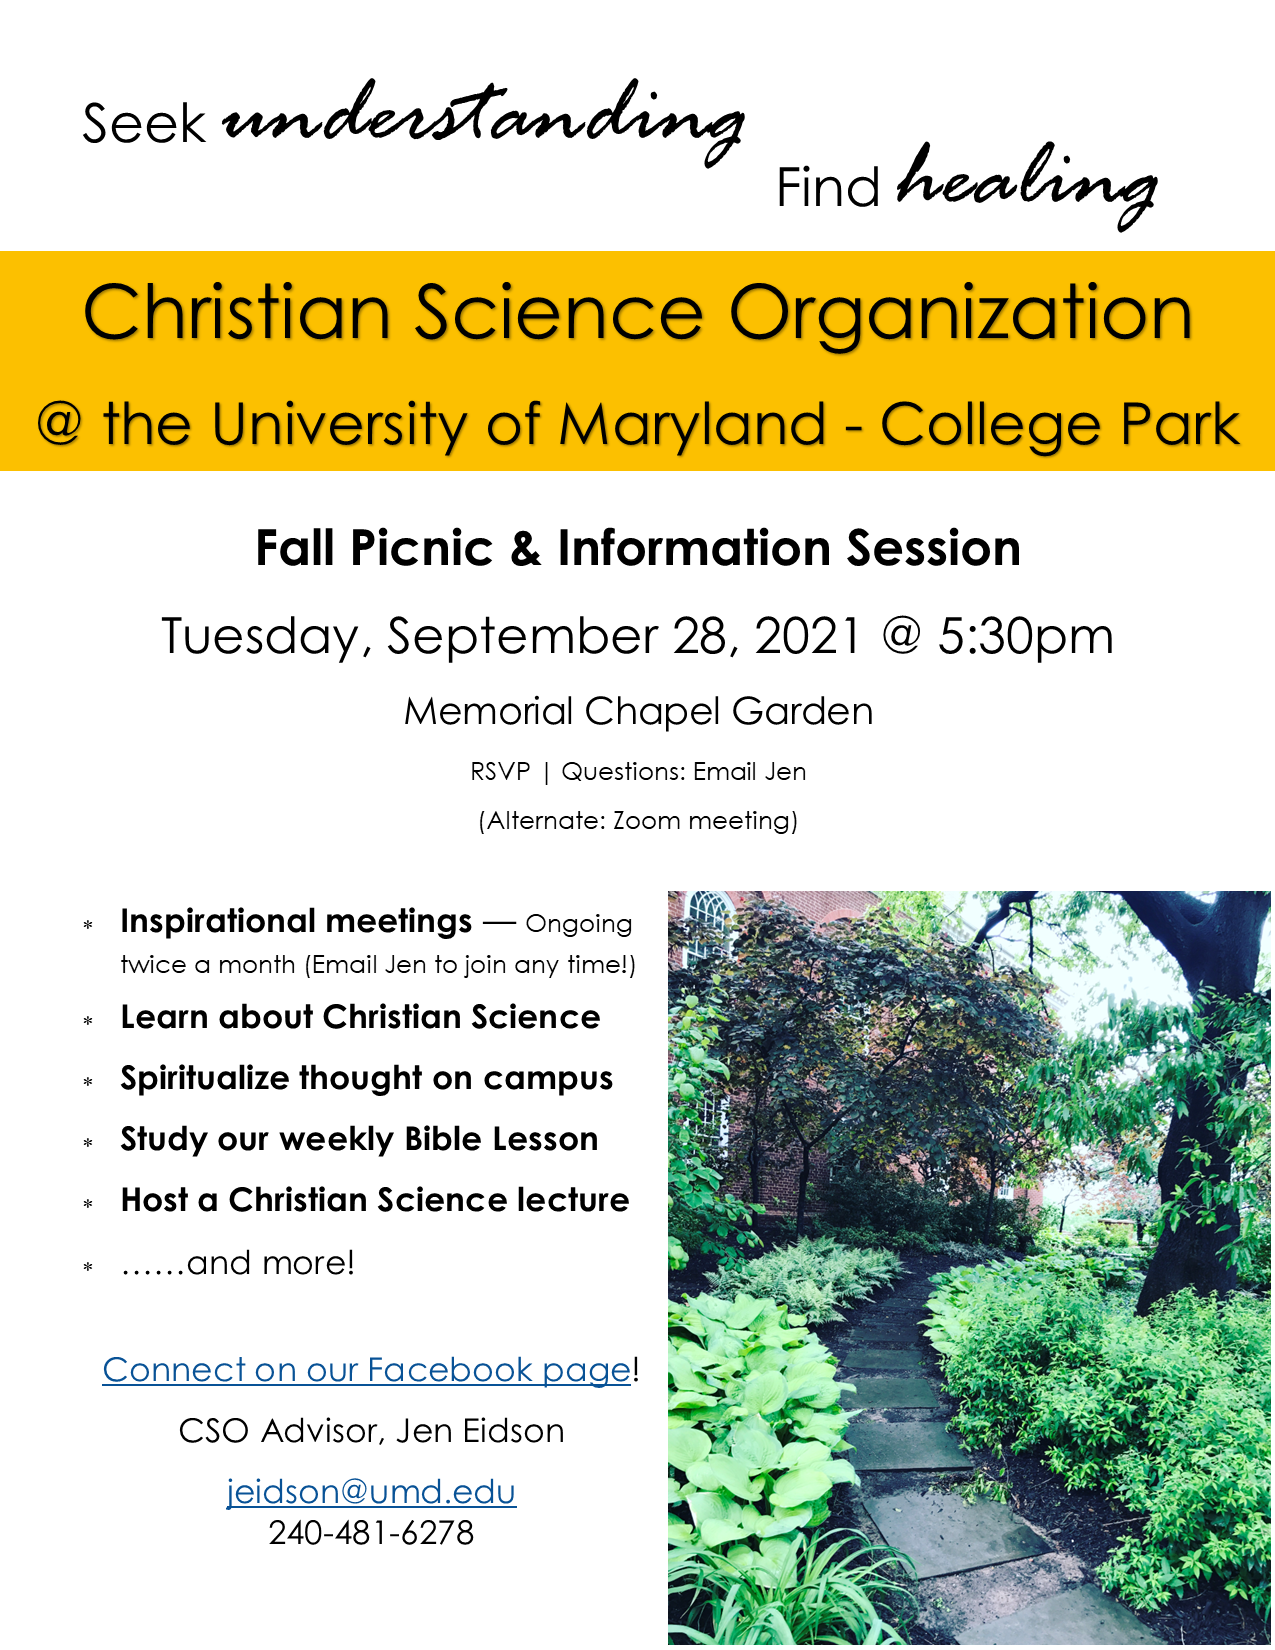 Seek understanding
Find healing
Christian Science Organization
@ the University of Maryland - College Park
Fall Picnic & Information Session
Tuesday, September 28, 2021 @ 5:30pm
Memorial Chapel Garden
RSVP | Questions: Email Jen
(Alternate: Zoom meeting)
* Inspirational meetings — Ongoing
twice a month (Email Jen to join any time!)
* Learn about Christian Science
* Spiritualize thought on campus
* Study our weekly Bible Lesson
* Host a Christian Science lecture
* ……and more!
Connect on our Facebook page!
CSO Advisor, Jen Eidson
jeidson@umd.edu
240-481-6278